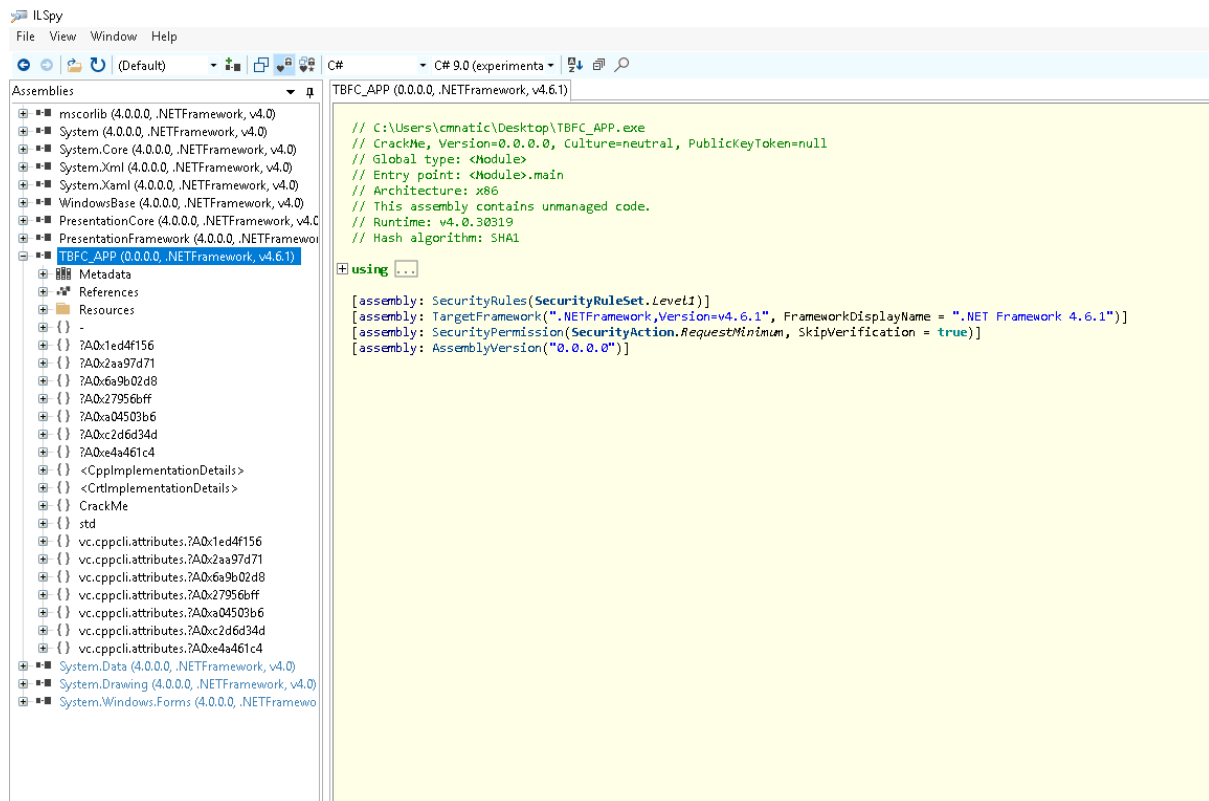 ILSpy
File View Window Help
(Default) C# C# 9.0 (experimenta
Assemblies
mscorlib (4.0.0.0, .NETFramework, v4.0)
System (4.0.0.0, .NETFramework, v4.0)
System.Core (4.0.0.0, .NETFramework, v4.0)
System.Xml (4.0.0.0, .NETFramework, v4.0)
System.Xaml (4.0.0.0, .NETFramework, v4.0)
WindowsBase (4.0.0.0, .NETFramework, v4.0)
PresentationCore (4.0.0.0, .NETFramework, v4.0
PresentationFramework (4.0.0.0, .NETFramewor
TBFC_APP (0.0.0.0, .NETFramework, v4.6.1)
Metadata
References
Resources
{ } -
{ } ?A0x1ed4f156
{ } ?A0x2aa97d71
{ } ?A0x6a9b02d8
{ } ?A0x27956bff
{ } ?A0xa04503b6
{ } ?A0xc2d6d34d
{ } ?A0xe4a461c4
{ } <CppImplementationDetails>
{ } <CrtImplementationDetails>
{ } CrackMe
{ } std
{ } vc.cppcli.attributes.?A0x1ed4f156
{ } vc.cppcli.attributes.?A0x2aa97d71
{ } vc.cppcli.attributes.?A0x6a9b02d8
{ } vc.cppcli.attributes.?A0x27956bff
{ } vc.cppcli.attributes.?A0xa04503b6
{ } vc.cppcli.attributes.?A0xc2d6d34d
{ } vc.cppcli.attributes.?A0xe4a461c4
System.Data (4.0.0.0, .NETFramework, v4.0)
System.Drawing (4.0.0.0, .NETFramework, v4.0)
System.Windows.Forms (4.0.0.0, .NETFramewo
TBFC_APP (0.0.0.0, .NETFramework, v4.6.1)
// C:\Users\cmnatic\Desktop\TBFC_APP.exe
// CrackMe, Version=0.0.0.0, Culture=neutral, PublicKeyToken=null
// Global type: <Module>
// Entry point: <Module>.main
// Architecture: x86
// This assembly contains unmanaged code.
// Runtime: v4.0.30319
// Hash algorithm: SHA1
using ...
[assembly: SecurityRules(SecurityRuleSet.Level1)]
[assembly: TargetFramework(".NETFramework,Version=v4.6.1", FrameworkDisplayName = ".NET Framework 4.6.1")]
[assembly: SecurityPermission(SecurityAction.RequestMinimum, SkipVerification = true)]
[assembly: AssemblyVersion("0.0.0.0")]